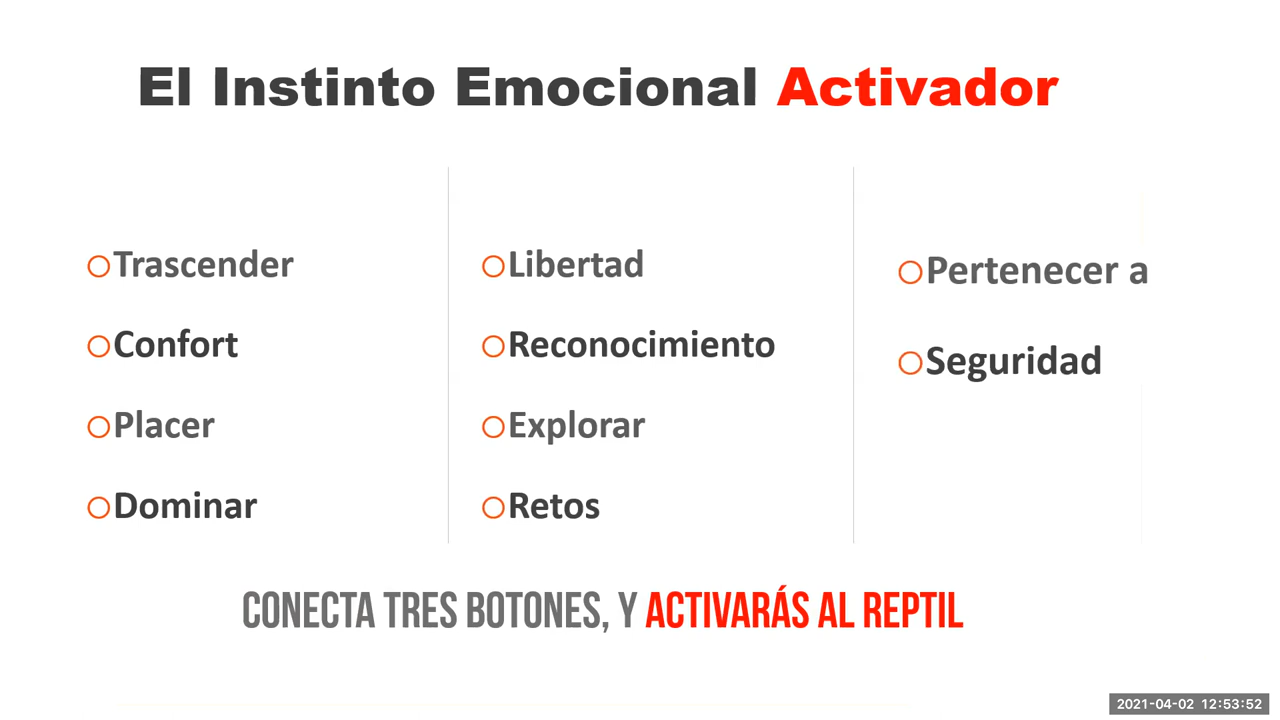 El Instinto Emocional Activador
Trascender
Confort
Placer
Dominar
Libertad
Reconocimiento
Explorar
Retos
Pertenecer a
Seguridad
CONECTA TRES BOTONES, Y ACTIVARÁS AL REPTIL
2021-04-02 12:53:52